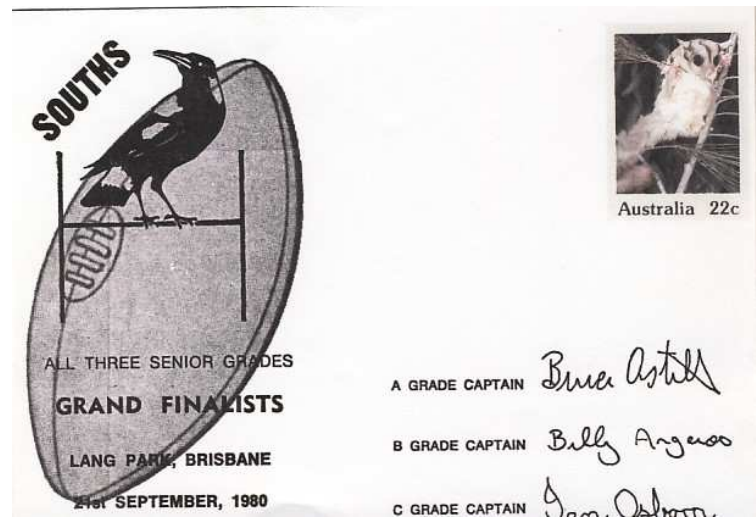 SOUTHS
Australia 22c
ALL THREE SENIOR GRADES
GRAND FINALISTS
LANG PARK, BRISBANE
21st SEPTEMBER, 1980
A GRADE CAPTAIN Bruce Astill
B GRADE CAPTAIN Billy
C GRADE CAPTAIN